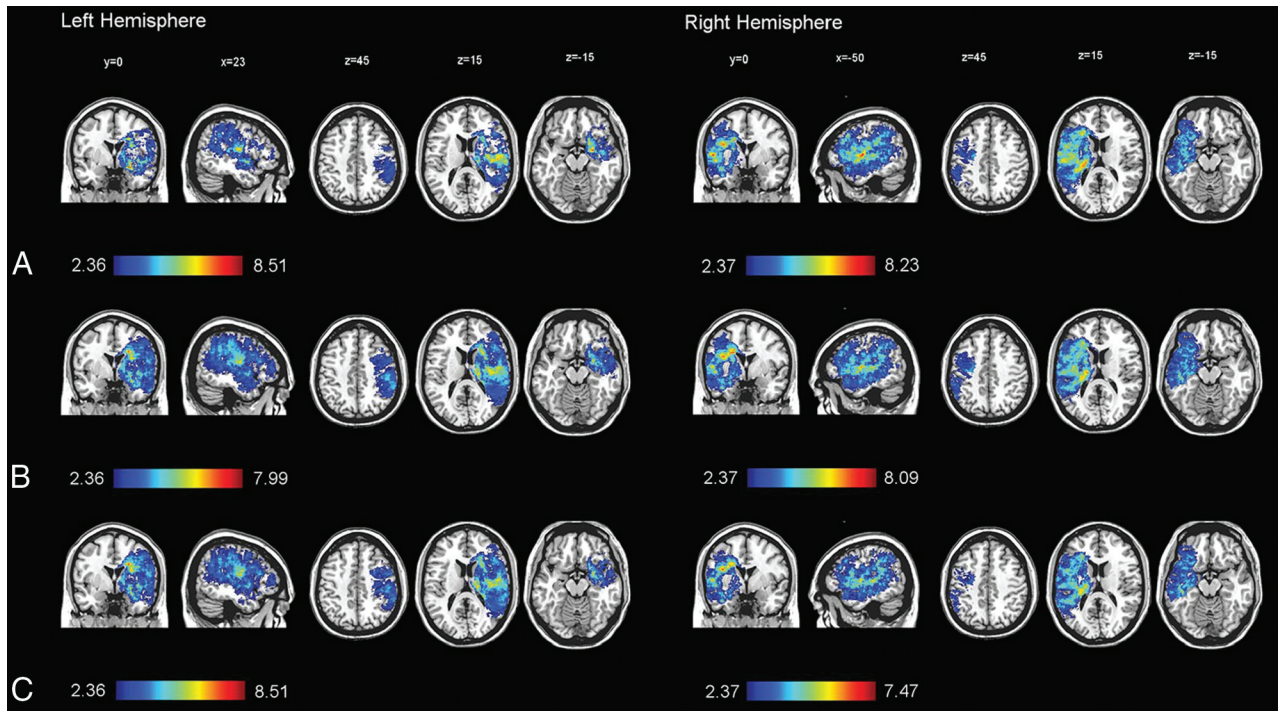 Left Hemisphere
Right Hemisphere
y=0 x=23 z=45 z=15 z=-15
y=0 x=-50 z=45 z=15 z=-15
A
2.36 8.51
2.37 8.23
B
2.36 7.99
2.37 8.09
C
2.36 8.51
2.37 7.47